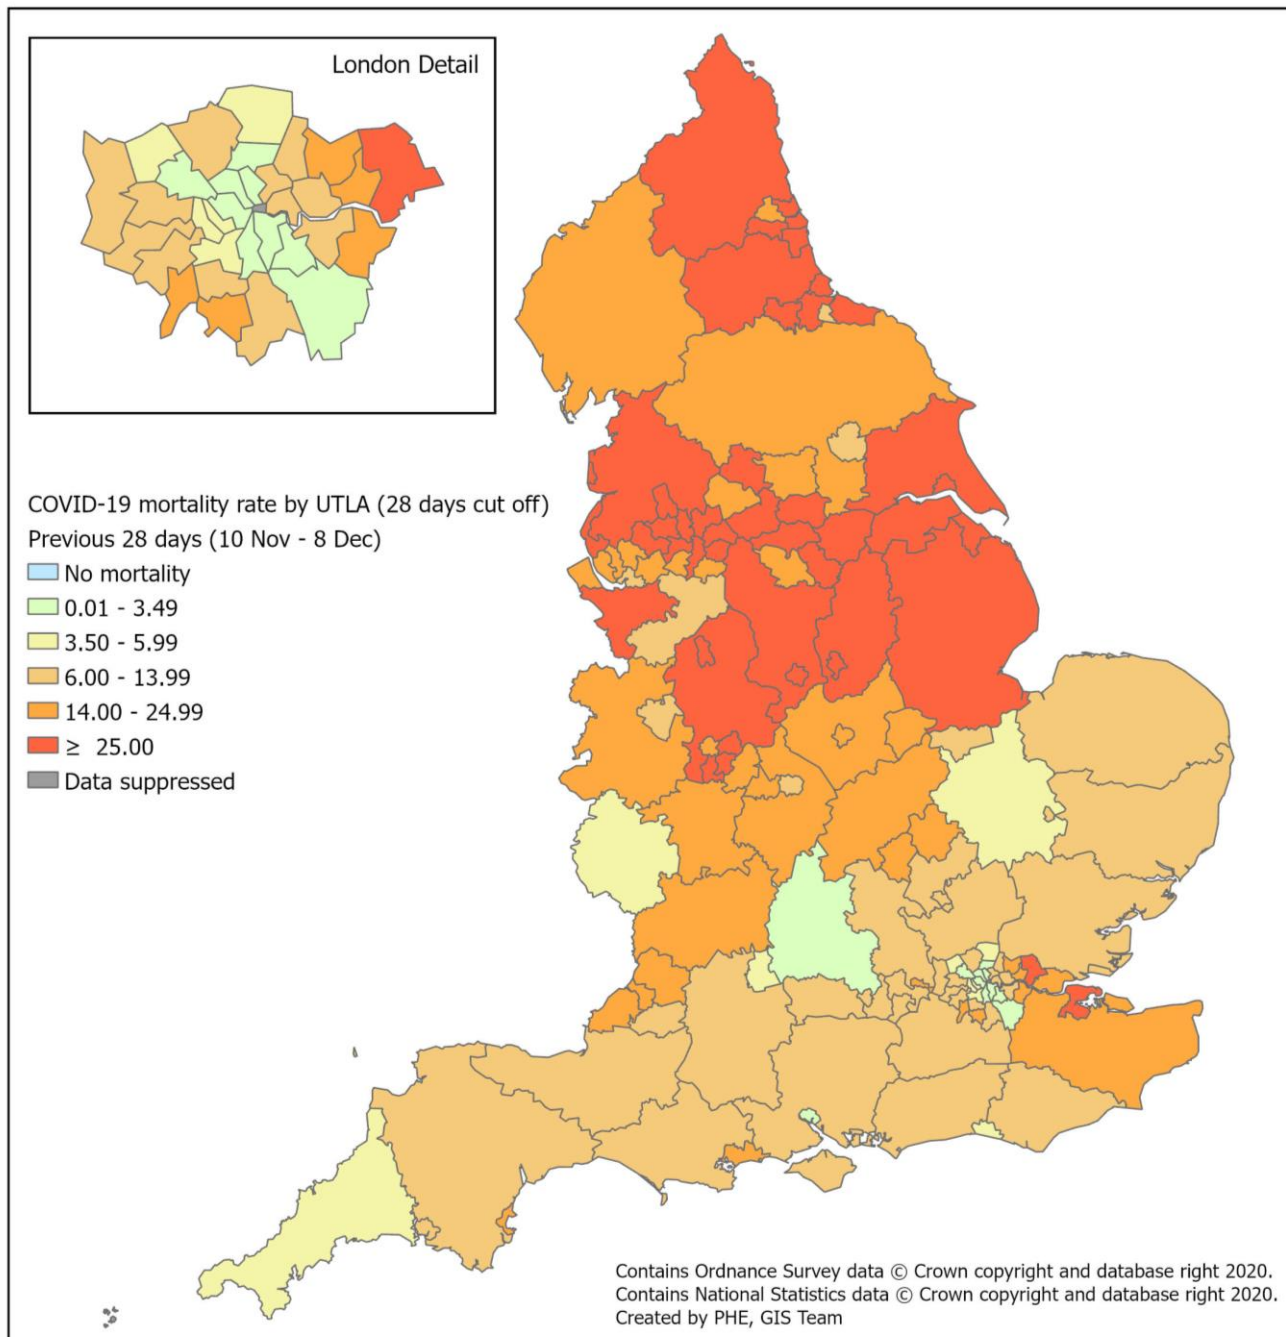 London Detail
COVID-19 mortality rate by UTLA (28 days cut off)
Previous 28 days (10 Nov - 8 Dec)
No mortality
0.01 - 3.49
3.50 - 5.99
6.00 - 13.99
14.00 - 24.99
≥ 25.00
Data suppressed
Contains Ordnance Survey data © Crown copyright and database right 2020.
Contains National Statistics data © Crown copyright and database right 2020.
Created by PHE, GIS Team